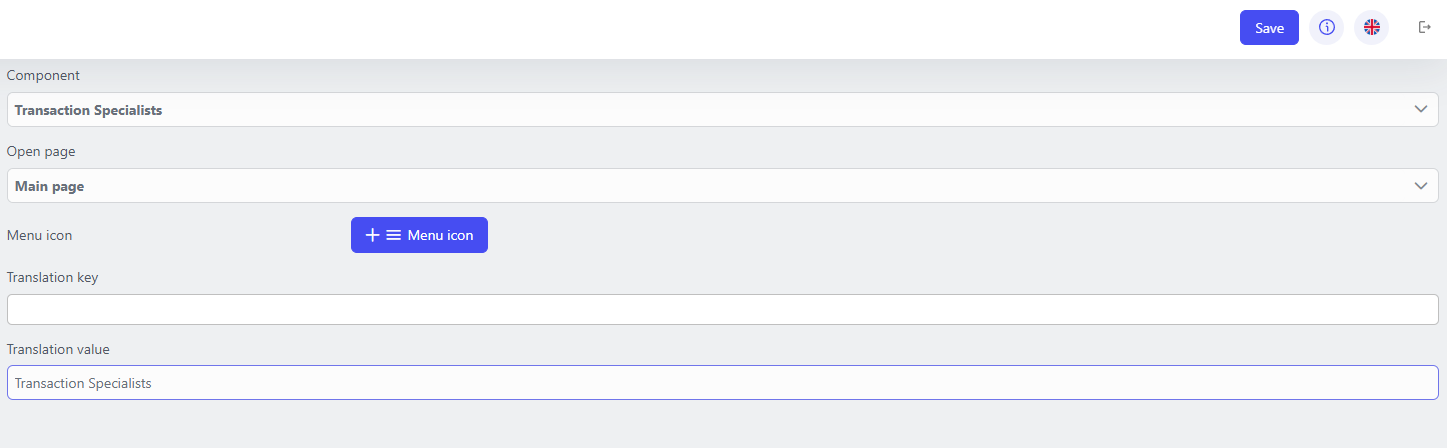 Save
Component
Transaction Specialists
Open page
Main page
Menu icon
Menu icon
Translation key
Translation value
Transaction Specialists